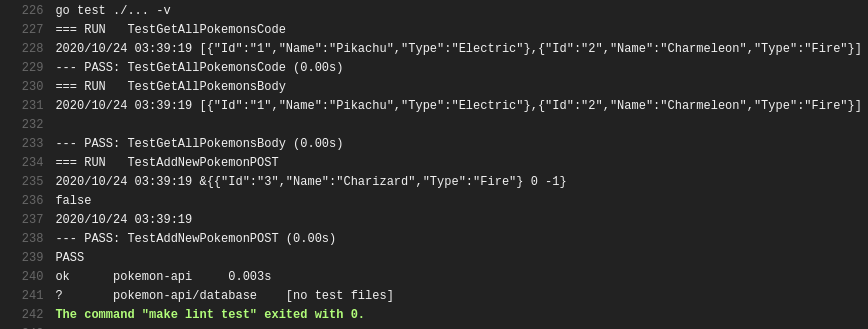 226 go test ./... -v
227 === RUN   TestGetAllPokemonsCode
228 2020/10/24 03:39:19 [{"Id":"1","Name":"Pikachu","Type":"Electric"},{"Id":"2","Name":"Charmeleon","Type":"Fire"}]
229 --- PASS: TestGetAllPokemonsCode (0.00s)
230 === RUN   TestGetAllPokemonsBody
231 2020/10/24 03:39:19 [{"Id":"1","Name":"Pikachu","Type":"Electric"},{"Id":"2","Name":"Charmeleon","Type":"Fire"}]
232
233 --- PASS: TestGetAllPokemonsBody (0.00s)
234 === RUN   TestAddNewPokemonPOST
235 2020/10/24 03:39:19 &{{"Id":"3","Name":"Charizard","Type":"Fire"} 0 -1}
236 false
237 2020/10/24 03:39:19
238 --- PASS: TestAddNewPokemonPOST (0.00s)
239 PASS
240 ok      pokemon-api     0.003s
241 ?       pokemon-api/database    [no test files]
242 The command "make lint test" exited with 0.